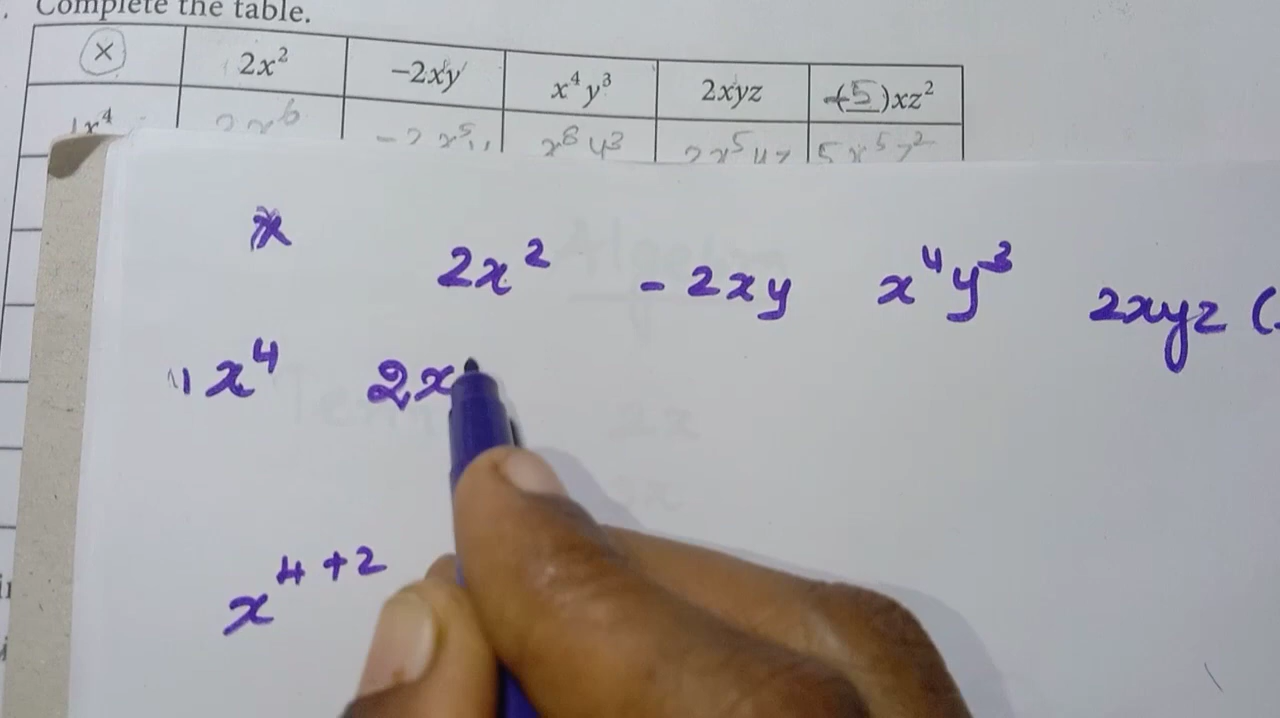 Complete the table.
× 2x² -2xy x⁴y³ 2xyz (5)xz²
x⁴ 2x⁶ -2x⁵ x⁸y³ 2x⁵yz 5x⁵z²
× 2x² - 2xy x⁴y³ 2xyz (
1x⁴ 2x
x⁴⁺²